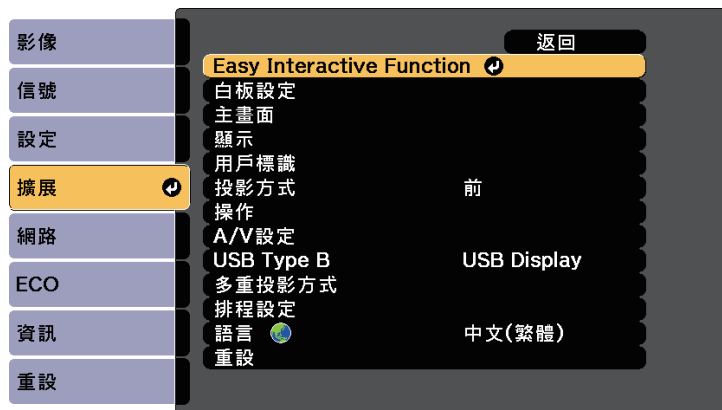 影像
信號
設定
擴展
網路
ECO
資訊
重設
返回
Easy Interactive Function
白板設定
主畫面
顯示
用戶標識
投影方式 前
操作
A/V設定
USB Type B USB Display
多重投影方式
排程設定
語言 中文(繁體)
重設